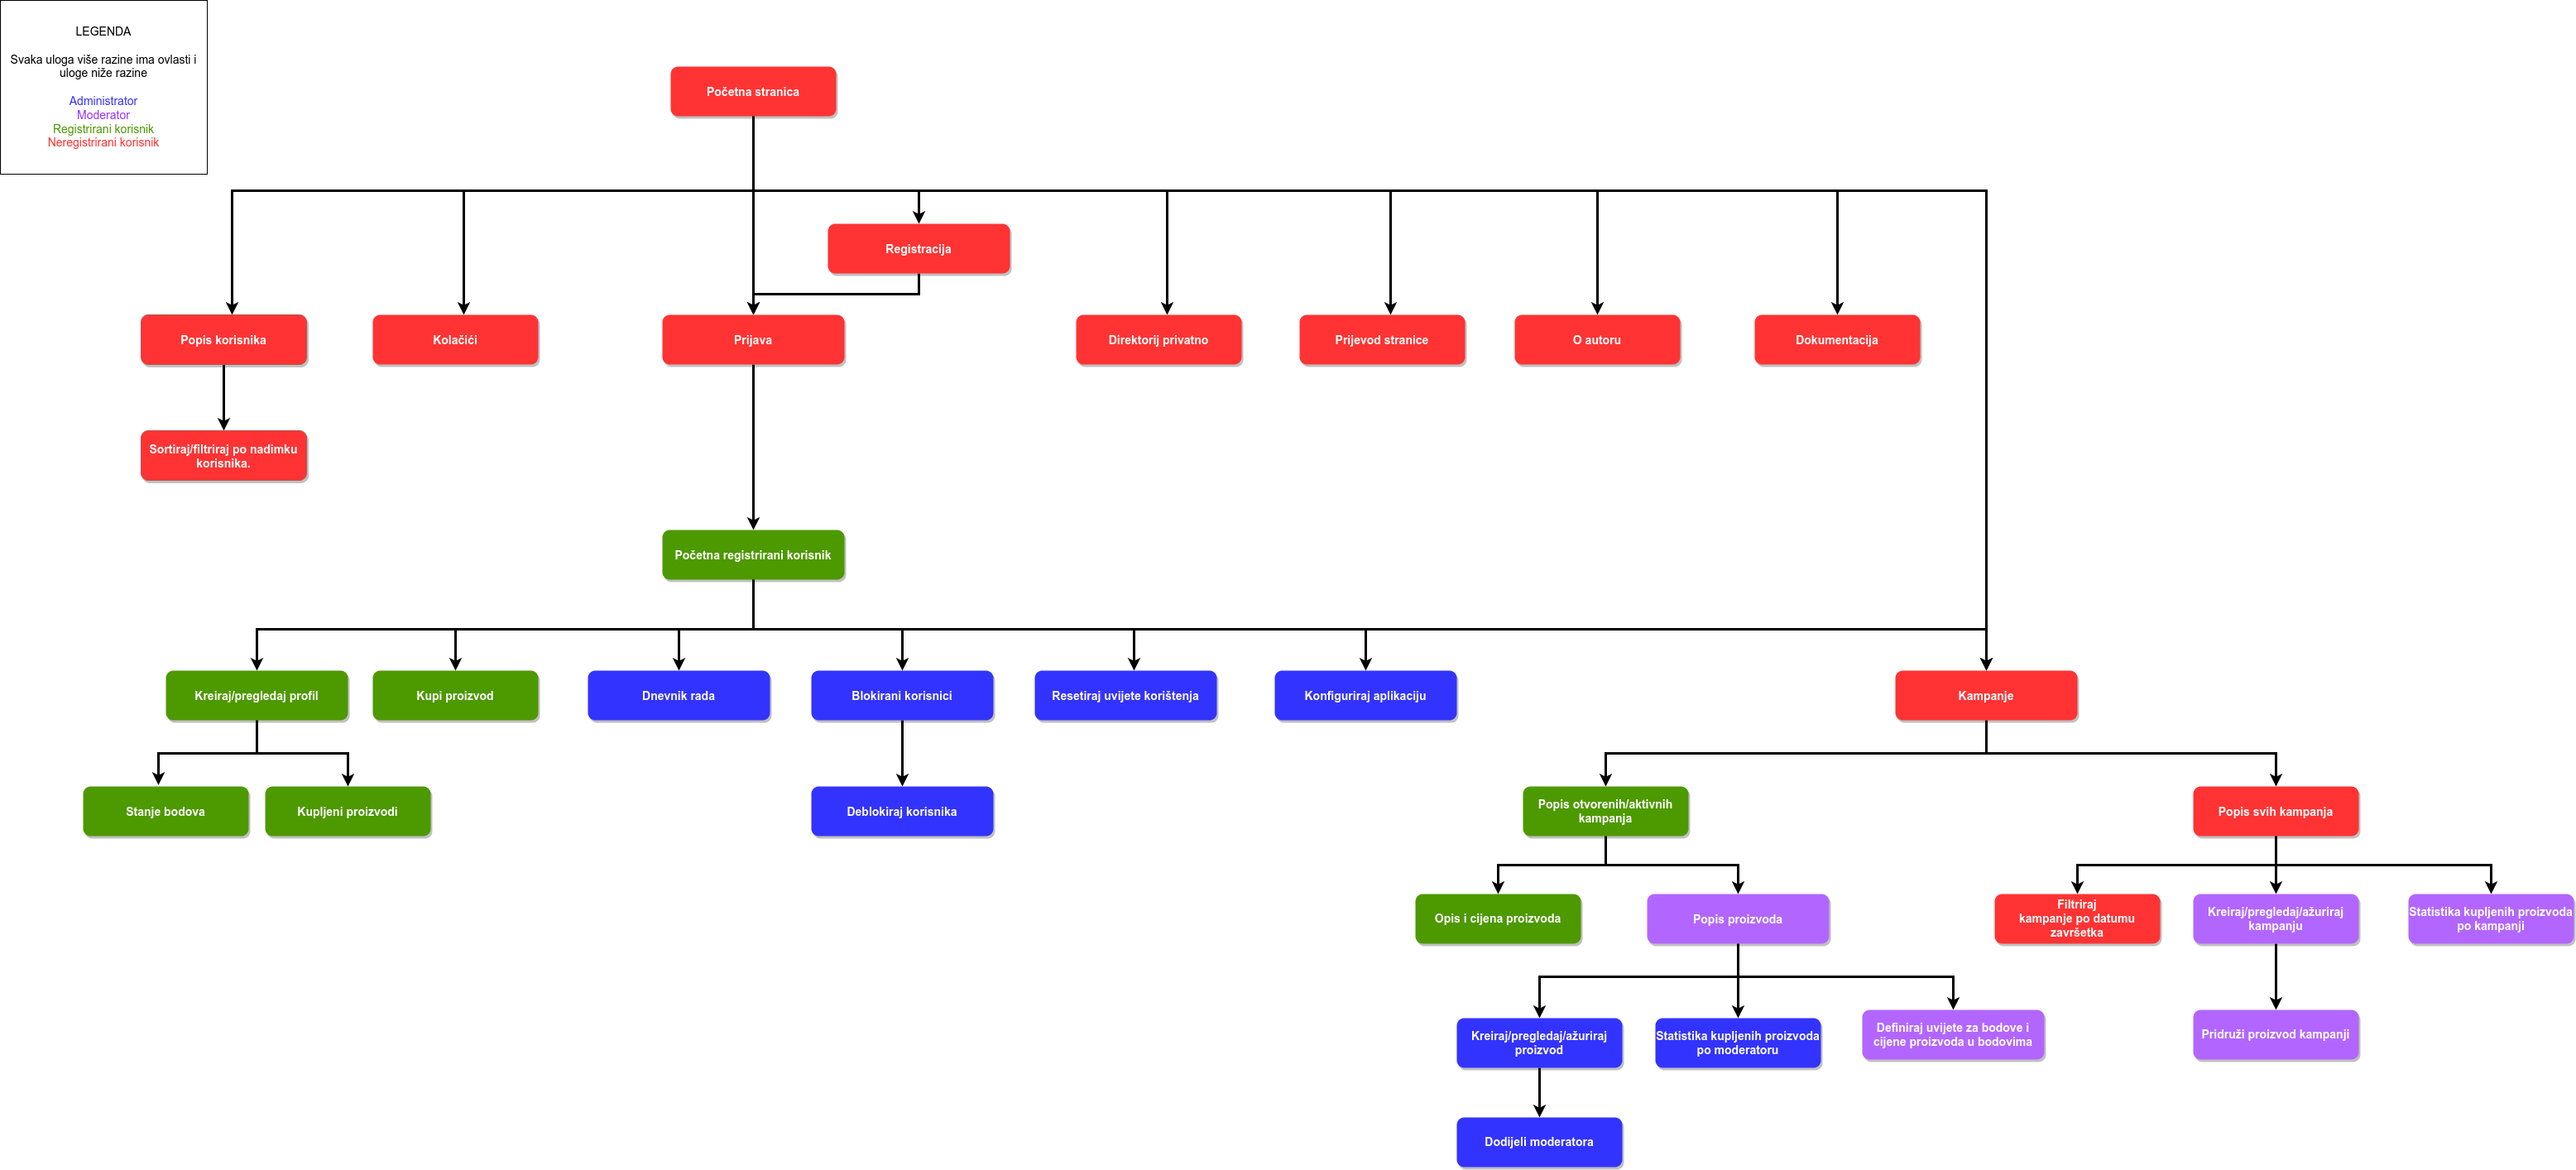 LEGENDA
Svaka uloga više razine ima ovlasti i
uloge niže razine
Administrator
Moderator
Registrirani korisnik
Neregistrirani korisnik
Početna stranica
Registracija
Popis korisnika
Kolačići
Prijava
Direktorij privatno
Prijevod stranice
O autoru
Dokumentacija
Sortiraj/filtriraj po nadimku
korisnika.
Početna registrirani korisnik
Kreiraj/pregledaj profil
Kupi proizvod
Dnevnik rada
Blokirani korisnici
Resetiraj uvijete korištenja
Konfiguriraj aplikaciju
Kampanje
Stanje bodova
Kupljeni proizvodi
Deblokiraj korisnika
Popis otvorenih/aktivnih
kampanja
Popis svih kampanja
Opis i cijena proizvoda
Popis proizvoda
Filtriraj
kampanje po datumu
završetka
Kreiraj/pregledaj/ažuriraj
kampanju
Statistika kupljenih proizvoda
po kampanji
Kreiraj/pregledaj/ažuriraj
proizvod
Statistika kupljenih proizvoda
po moderatoru
Definiraj uvijete za bodove i
cijene proizvoda u bodovima
Pridruži proizvod kampanji
Dodijeli moderatora